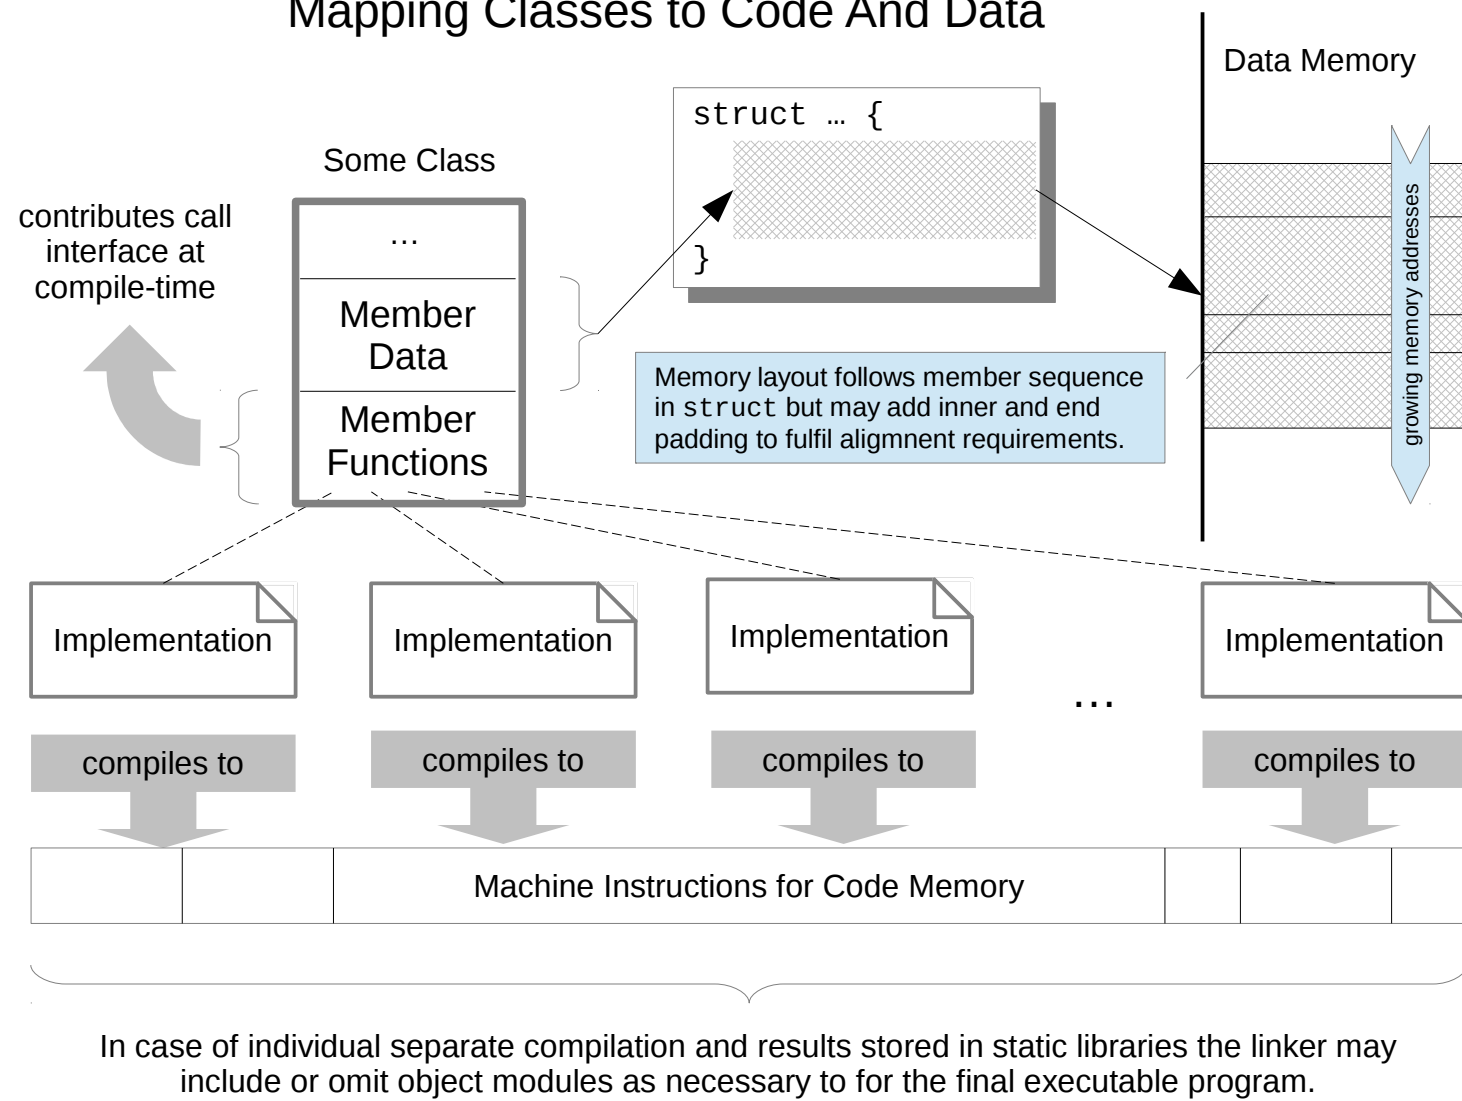 Mapping Classes to Code And Data
Data Memory
struct … {
}
Some Class
contributes call
interface at
compile-time
…
Member
Data
Member
Functions
Memory layout follows member sequence
in struct but may add inner and end
padding to fulfil aligmnent requirements.
growing memory addresses
Implementation
Implementation
Implementation
…
Implementation
compiles to
compiles to
compiles to
compiles to
Machine Instructions for Code Memory
In case of individual separate compilation and results stored in static libraries the linker may
include or omit object modules as necessary to for the final executable program.